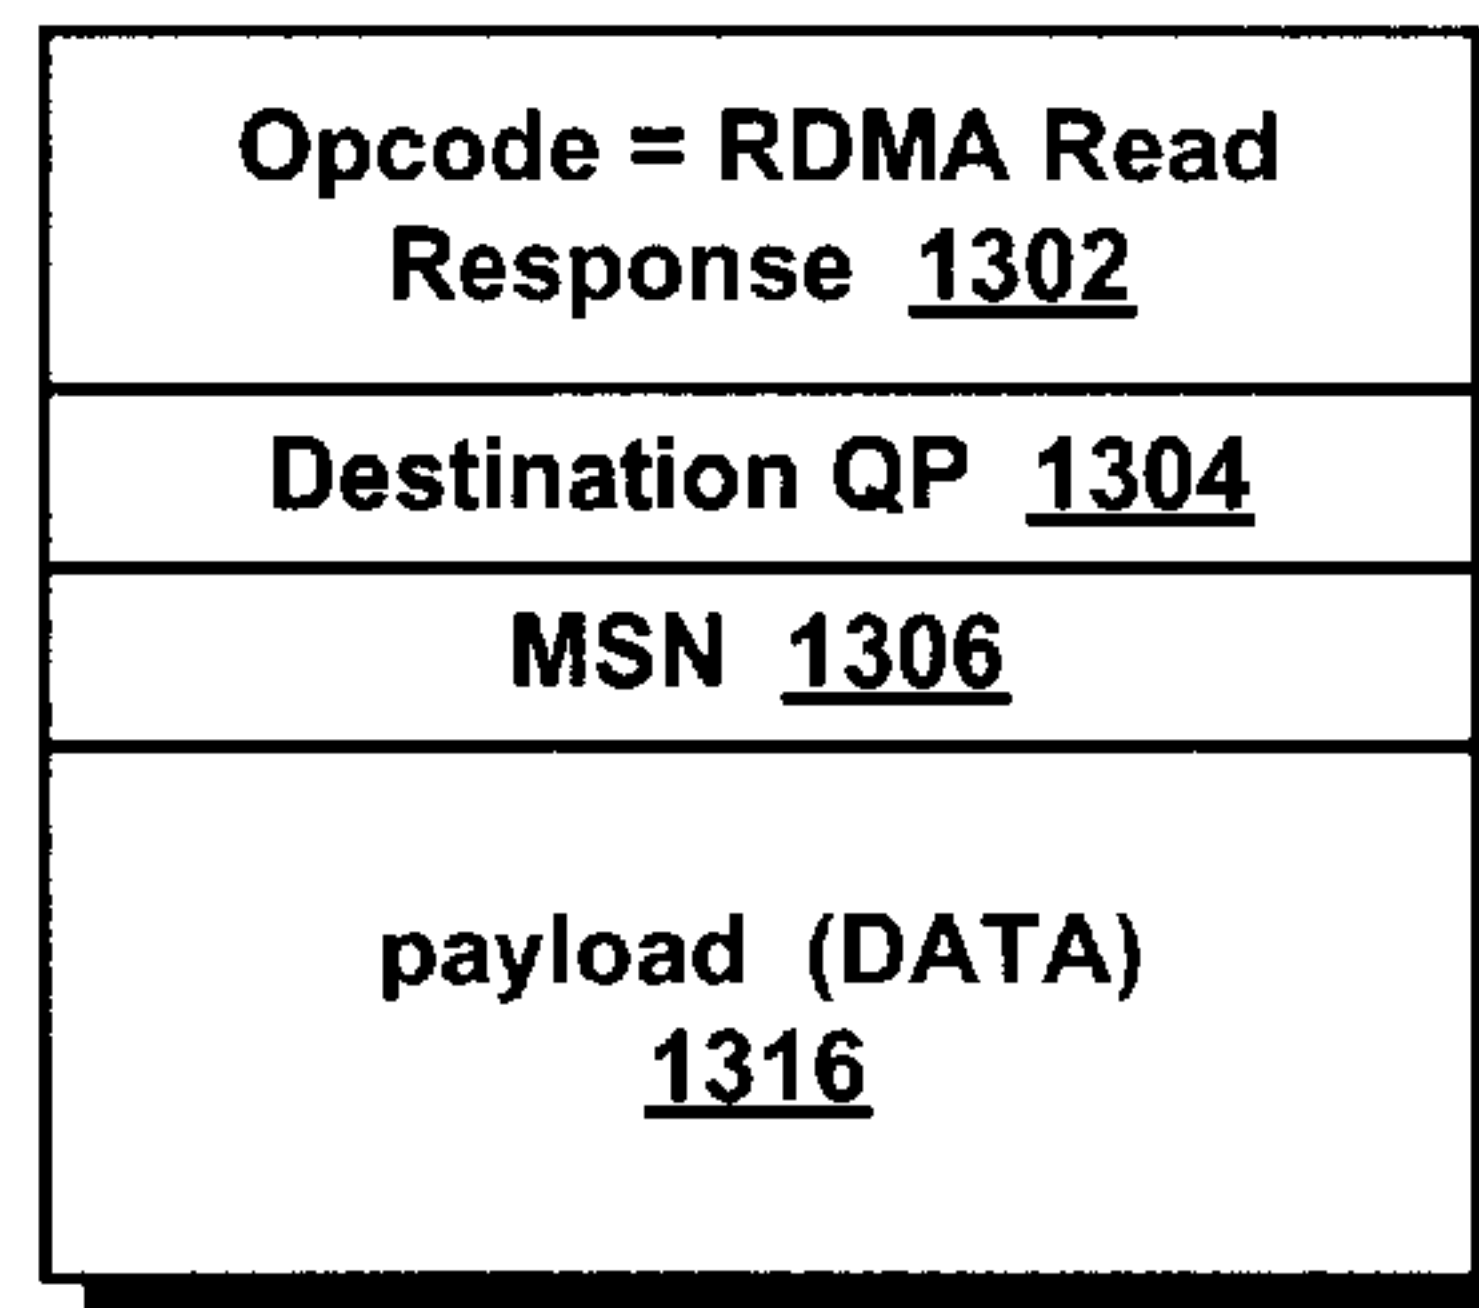 Opcode = RDMA Read
Response 1302
Destination QP 1304
MSN 1306
payload (DATA)
1316